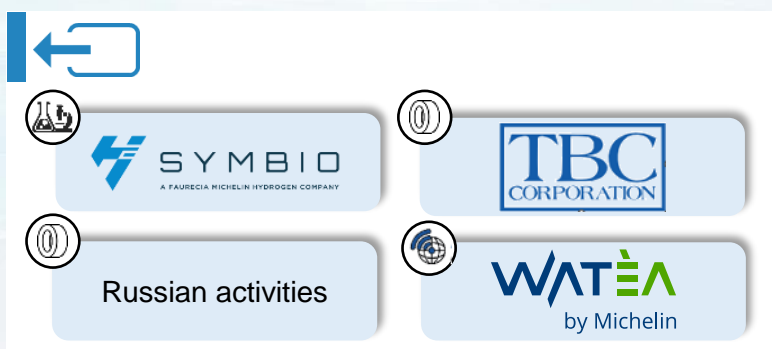 SYMBIO
A FAURECIA MICHELIN HYDROGEN COMPANY
TBC
CORPORATION
Russian activities
WATÈA
by Michelin